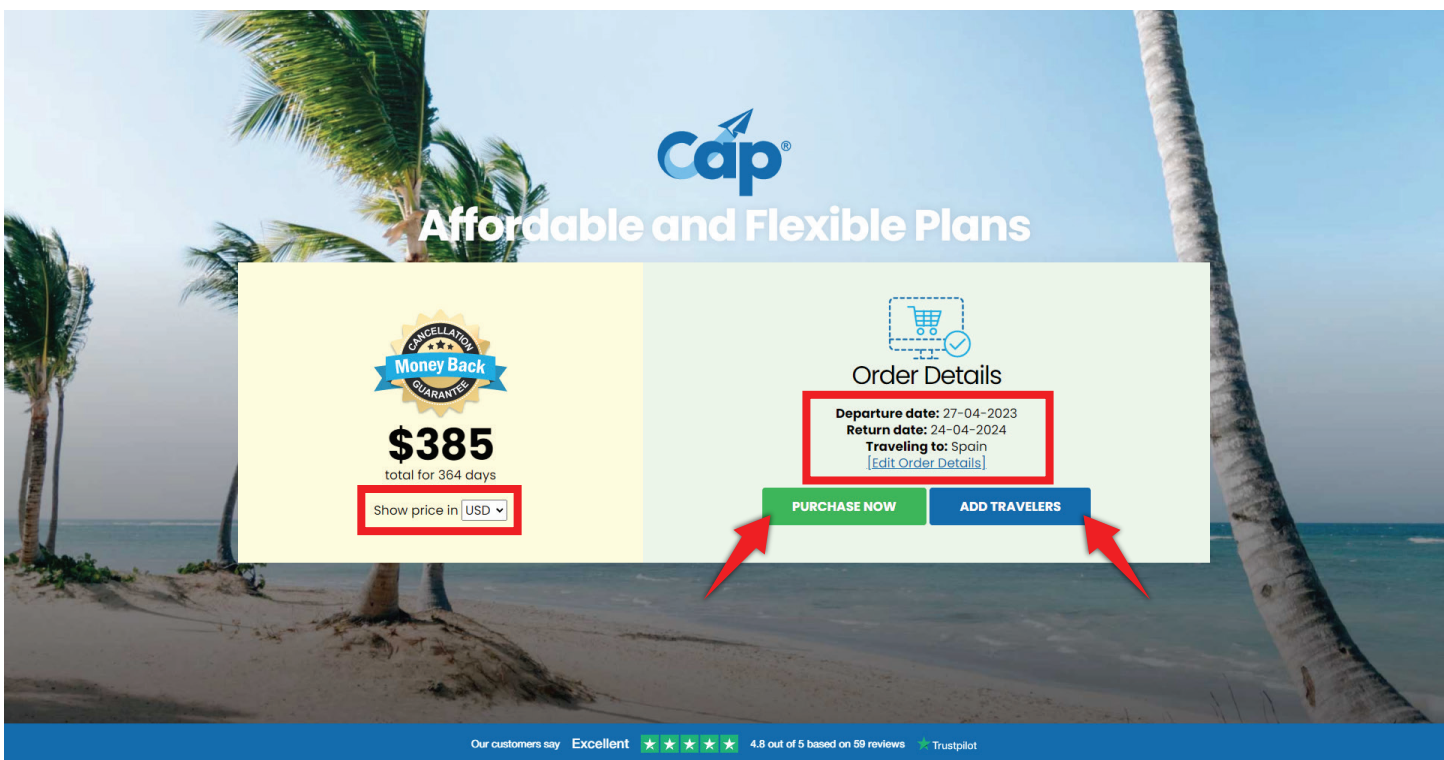 Cap®
Affordable and Flexible Plans
CANCELLATION
Money Back
GUARANTEE
$385
total for 364 days
Show price in USD
Order Details
Departure date: 27-04-2023
Return date: 24-04-2024
Traveling to: Spain
[Edit Order Details]
PURCHASE NOW ADD TRAVELERS
Our customers say Excellent 4.8 out of 5 based on 59 reviews Trustpilot